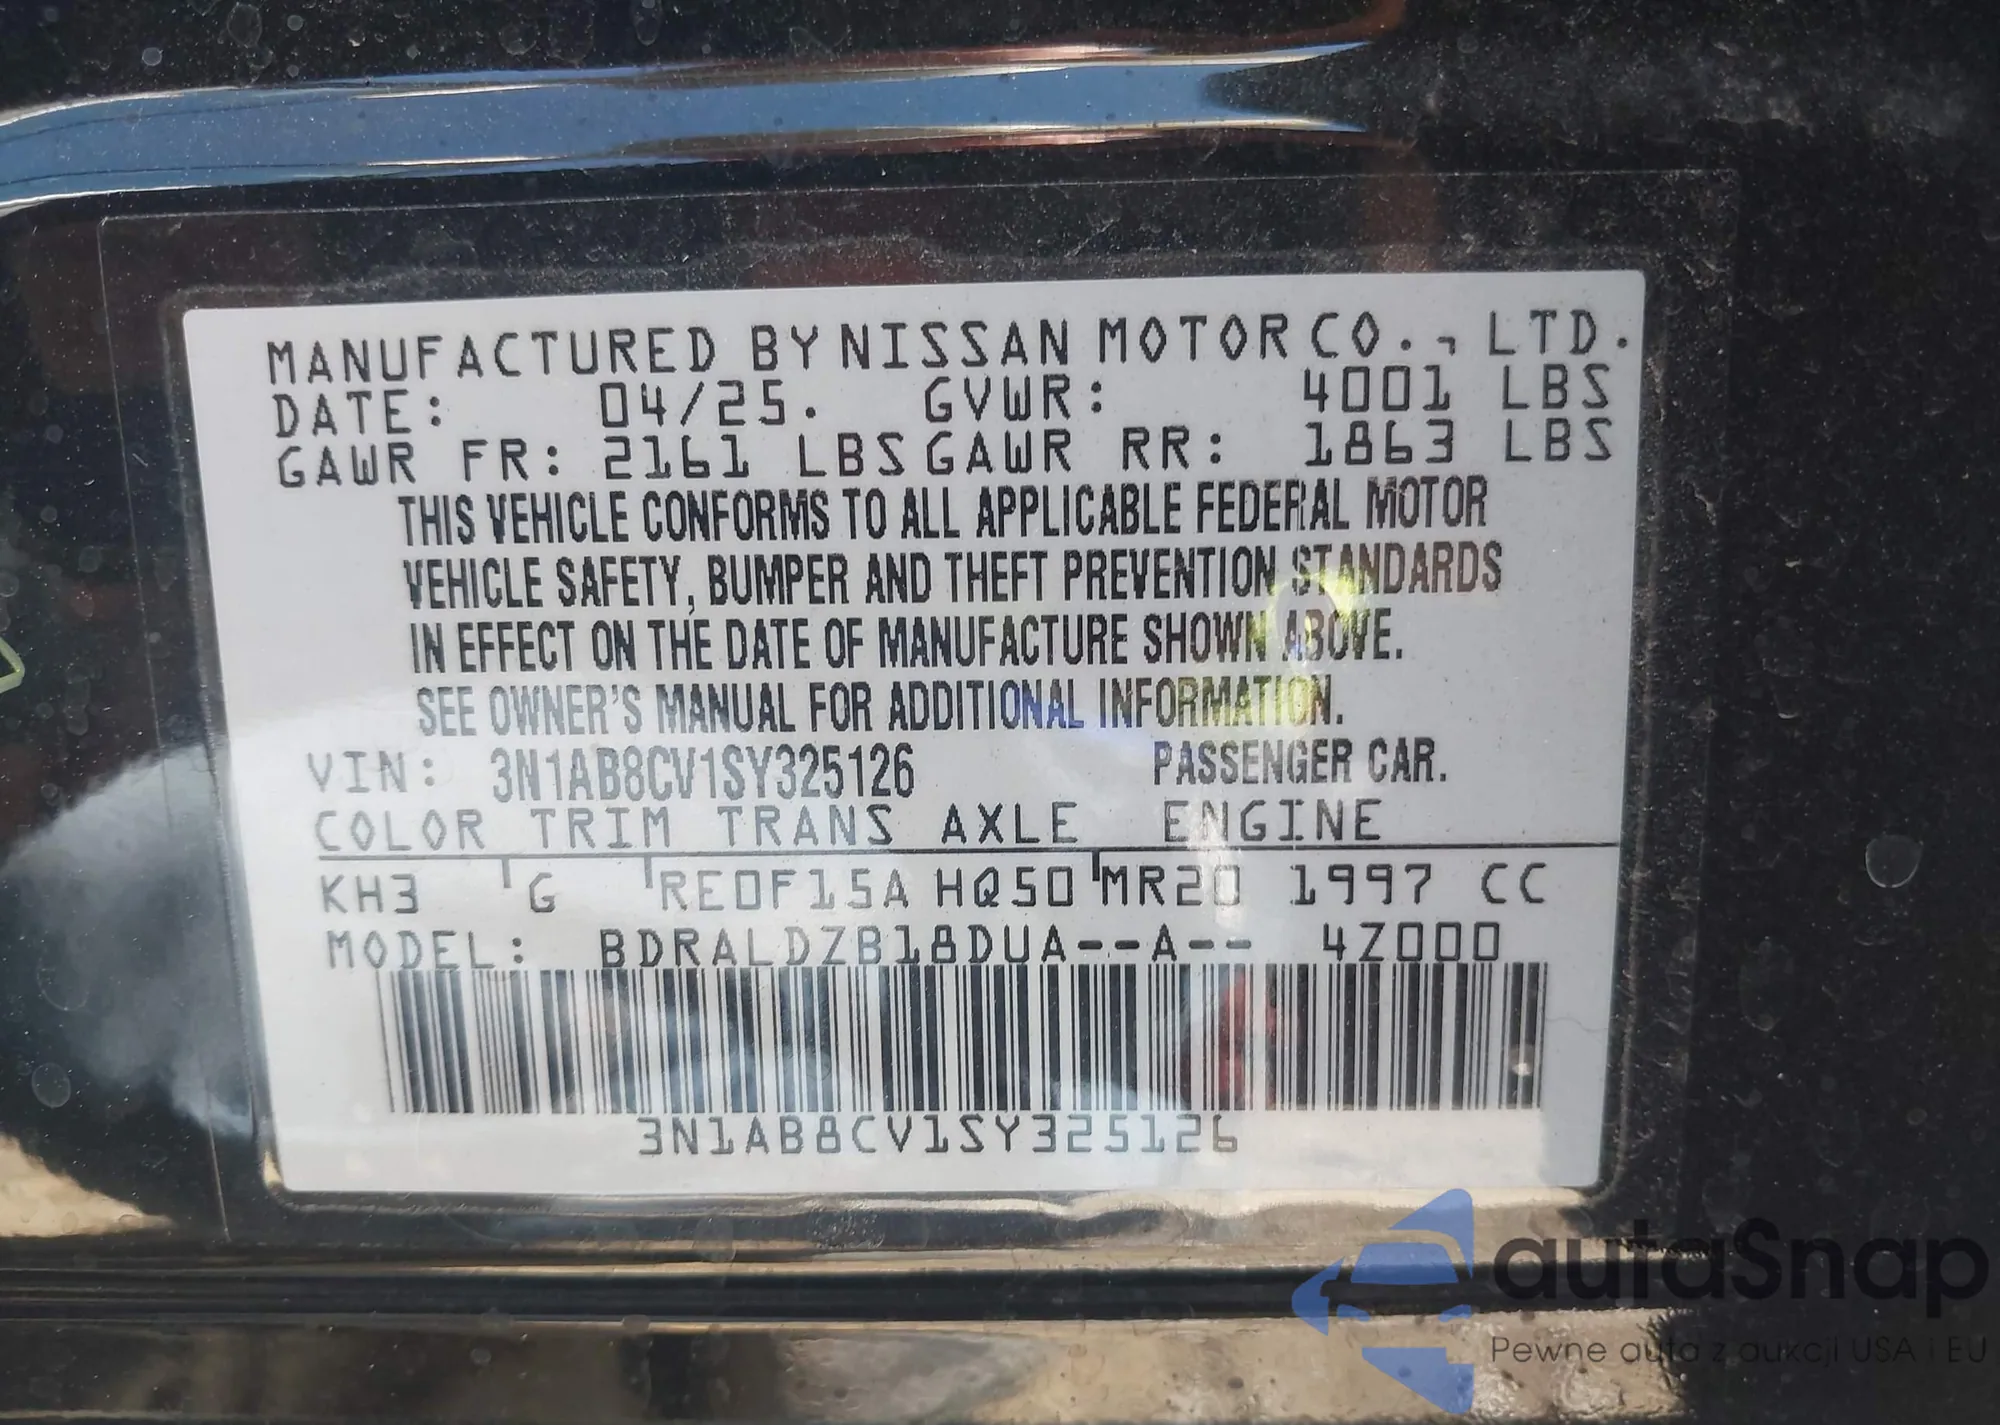 MANUFACTURED BY NISSAN MOTOR CO., LTD.
DATE: 04/25. GVWR: 4001 LBS
GAWR FR: 2161 LBS GAWR RR: 1863 LBS
THIS VEHICLE CONFORMS TO ALL APPLICABLE FEDERAL MOTOR
VEHICLE SAFETY, BUMPER AND THEFT PREVENTION STANDARDS
IN EFFECT ON THE DATE OF MANUFACTURE SHOWN ABOVE.
SEE OWNER'S MANUAL FOR ADDITIONAL INFORMATION.
VIN: 3N1AB8CV1SY325126 PASSENGER CAR.
COLOR TRIM TRANS AXLE ENGINE
KH3 G RE0F15A HQ50 MR20 1997 CC
MODEL: BDRALDZB18DUA--A-- 4Z000
3N1AB8CV1SY325126
autaSnap
Pewne auta z aukcji USA i EU